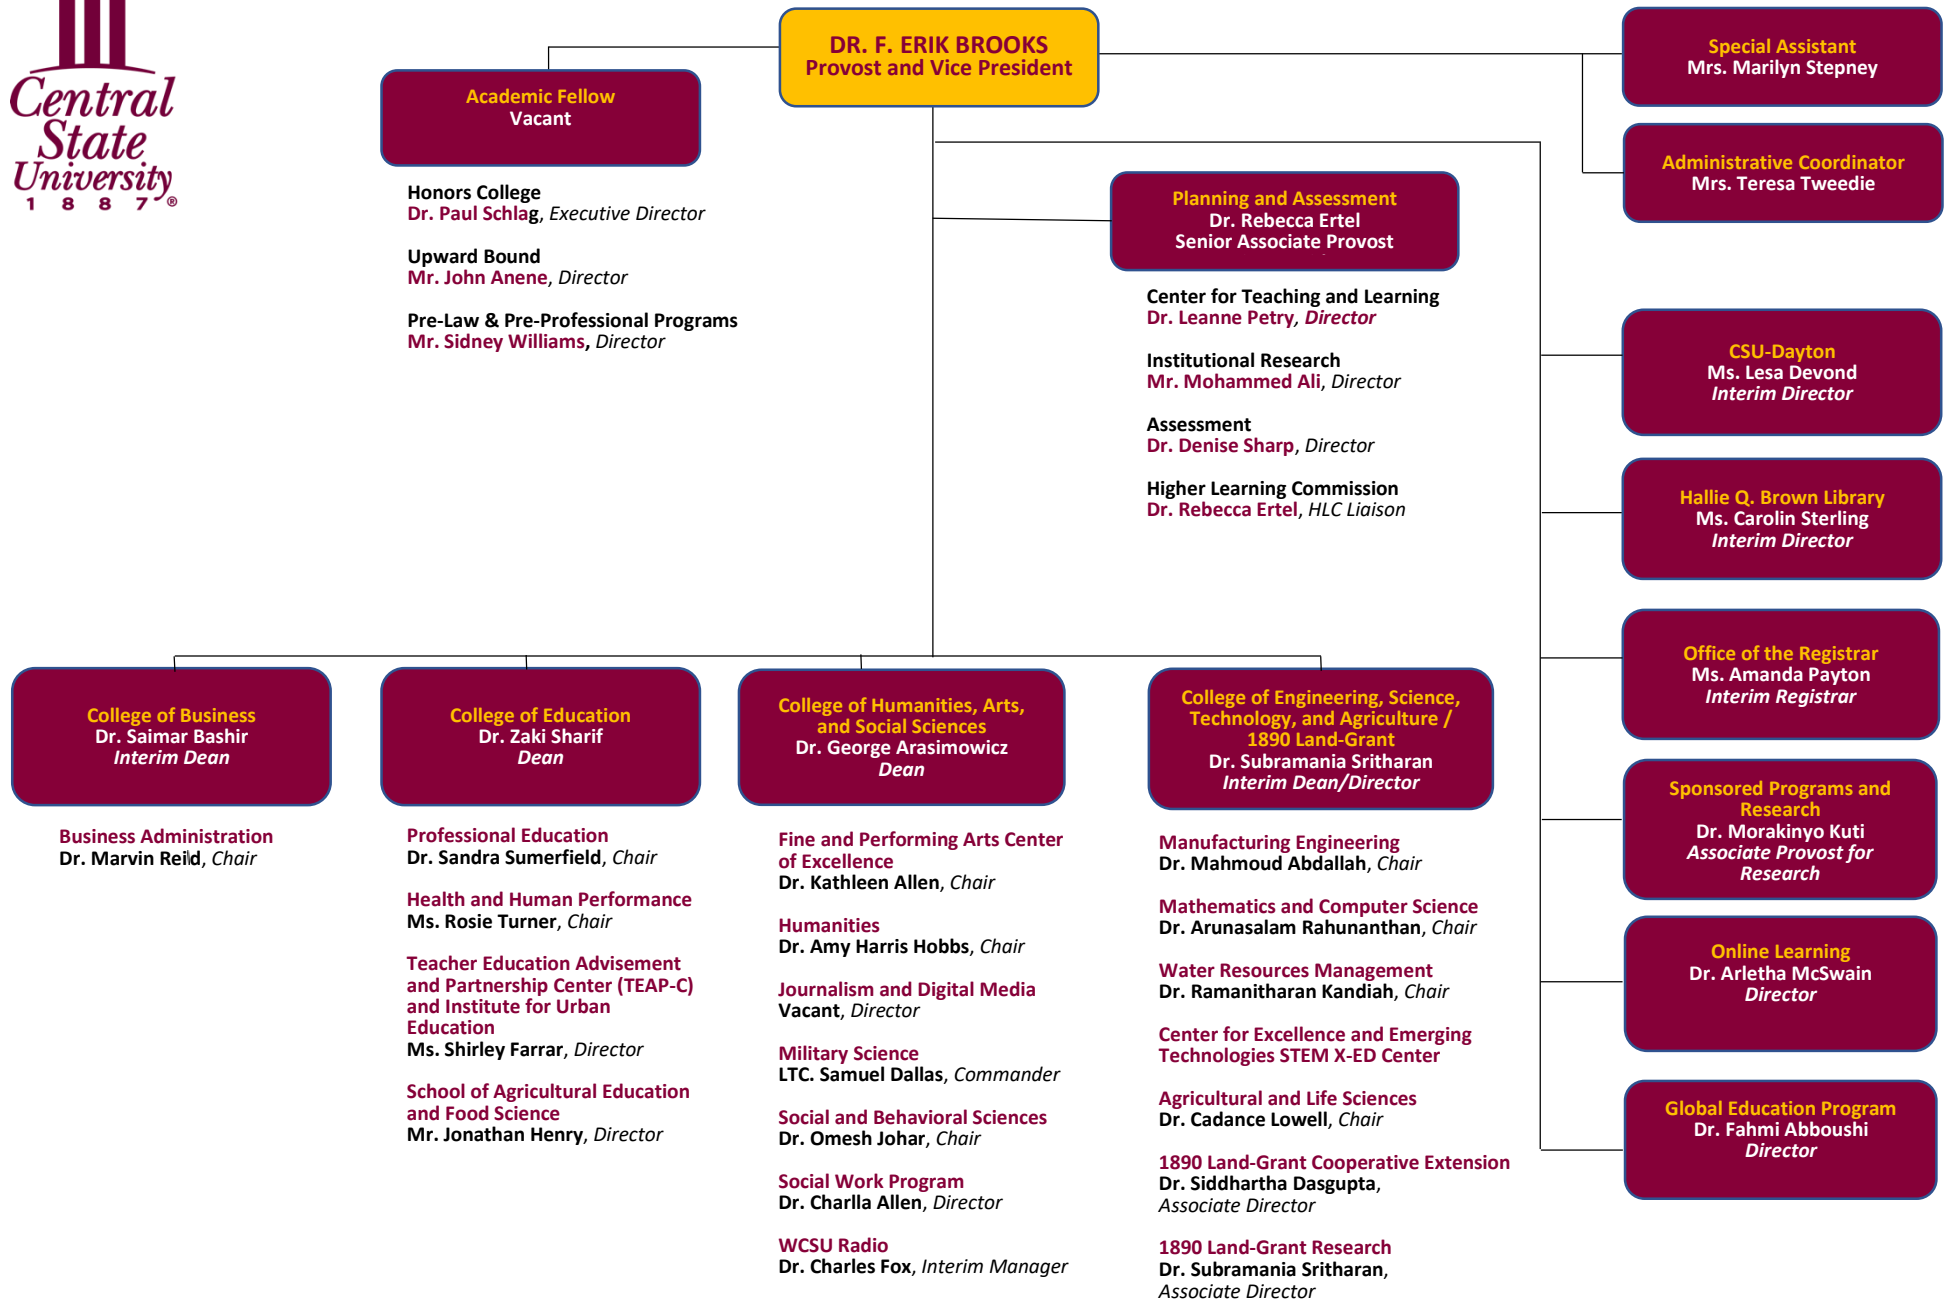 Central
State
University®
1 8 8 7
DR. F. ERIK BROOKS
Provost and Vice President
Academic Fellow
Vacant
Honors College
Dr. Paul Schlag, Executive Director
Upward Bound
Mr. John Anene, Director
Pre-Law & Pre-Professional Programs
Mr. Sidney Williams, Director
Special Assistant
Mrs. Marilyn Stepney
Administrative Coordinator
Mrs. Teresa Tweedie
Planning and Assessment
Dr. Rebecca Ertel
Senior Associate Provost
Center for Teaching and Learning
Dr. Leanne Petry, Director
Institutional Research
Mr. Mohammed Ali, Director
Assessment
Dr. Denise Sharp, Director
Higher Learning Commission
Dr. Rebecca Ertel, HLC Liaison
CSU-Dayton
Ms. Lesa Devond
Interim Director
Hallie Q. Brown Library
Ms. Carolin Sterling
Interim Director
Office of the Registrar
Ms. Amanda Payton
Interim Registrar
Sponsored Programs and
Research
Dr. Morakinyo Kuti
Associate Provost for
Research
Online Learning
Dr. Arletha McSwain
Director
Global Education Program
Dr. Fahmi Abboushi
Director
College of Business
Dr. Saimar Bashir
Interim Dean
Business Administration
Dr. Marvin Rei\d, Chair
College of Education
Dr. Zaki Sharif
Dean
Professional Education
Dr. Sandra Sumerfield, Chair
Health and Human Performance
Ms. Rosie Turner, Chair
Teacher Education Advisement
and Partnership Center (TEAP-C)
and Institute for Urban
Education
Ms. Shirley Farrar, Director
School of Agricultural Education
and Food Science
Mr. Jonathan Henry, Director
College of Humanities, Arts,
and Social Sciences
Dr. George Arasimowicz
Dean
Fine and Performing Arts Center
of Excellence
Dr. Kathleen Allen, Chair
Humanities
Dr. Amy Harris Hobbs, Chair
Journalism and Digital Media
Vacant, Director
Military Science
LTC. Samuel Dallas, Commander
Social and Behavioral Sciences
Dr. Omesh Johar, Chair
Social Work Program
Dr. Charlla Allen, Director
WCSU Radio
Dr. Charles Fox, Interim Manager
College of Engineering, Science,
Technology, and Agriculture /
1890 Land-Grant
Dr. Subramania Sritharan
Interim Dean/Director
Manufacturing Engineering
Dr. Mahmoud Abdallah, Chair
Mathematics and Computer Science
Dr. Arunasalam Rahunanthan, Chair
Water Resources Management
Dr. Ramanitharan Kandiah, Chair
Center for Excellence and Emerging
Technologies STEM X-ED Center
Agricultural and Life Sciences
Dr. Cadance Lowell, Chair
1890 Land-Grant Cooperative Extension
Dr. Siddhartha Dasgupta,
Associate Director
1890 Land-Grant Research
Dr. Subramania Sritharan,
Associate Director